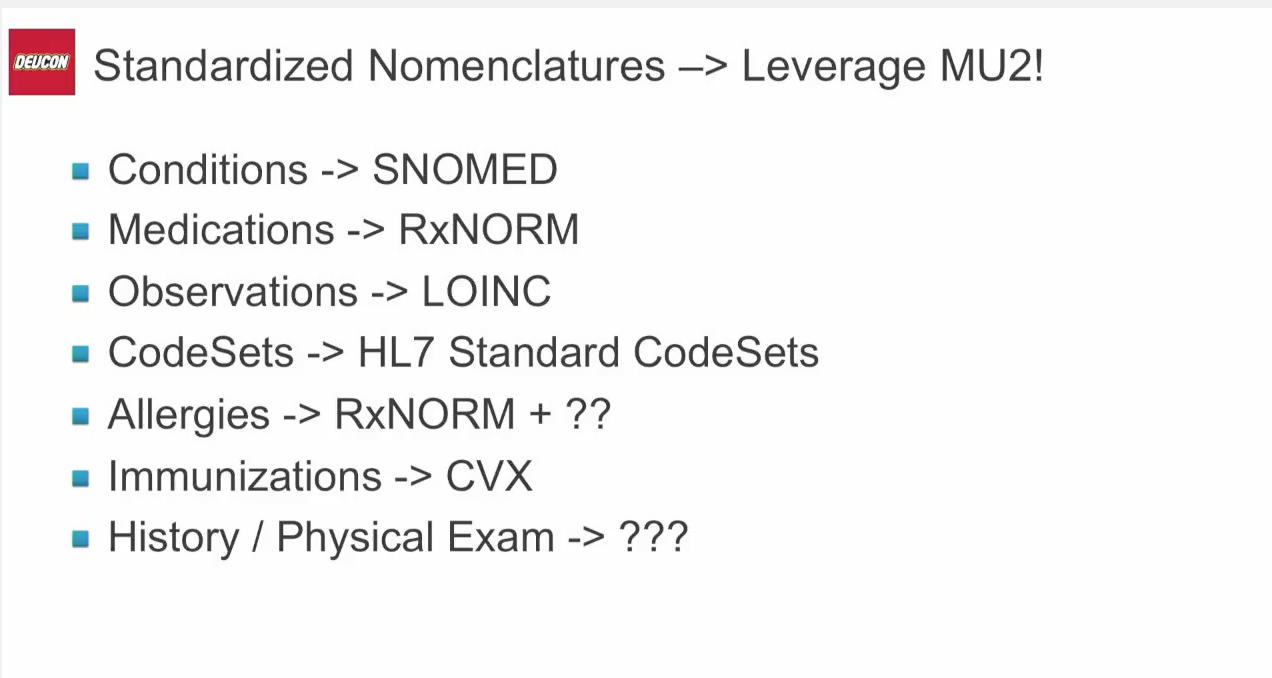 DEUCON
Standardized Nomenclatures –> Leverage MU2!
Conditions -> SNOMED
Medications -> RxNORM
Observations -> LOINC
CodeSets -> HL7 Standard CodeSets
Allergies -> RxNORM + ??
Immunizations -> CVX
History / Physical Exam -> ???